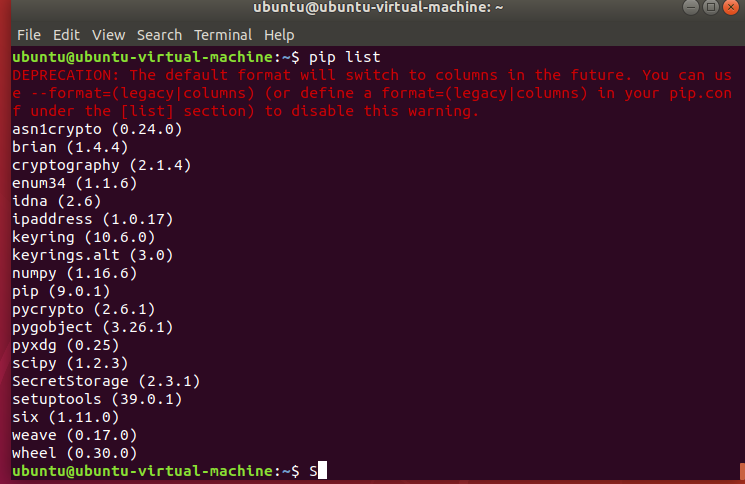 ubuntu@ubuntu-virtual-machine: ~
File Edit View Search Terminal Help
ubuntu@ubuntu-virtual-machine:~$ pip list
DEPRECATION: The default format will switch to columns in the future. You can us
e --format=(legacy|columns) (or define a format=(legacy|columns) in your pip.con
f under the [list] section) to disable this warning.
asn1crypto (0.24.0)
brian (1.4.4)
cryptography (2.1.4)
enum34 (1.1.6)
idna (2.6)
ipaddress (1.0.17)
keyring (10.6.0)
keyrings.alt (3.0)
numpy (1.16.6)
pip (9.0.1)
pycrypto (2.6.1)
pygobject (3.26.1)
pyxdg (0.25)
scipy (1.2.3)
SecretStorage (2.3.1)
setuptools (39.0.1)
six (1.11.0)
weave (0.17.0)
wheel (0.30.0)
ubuntu@ubuntu-virtual-machine:~$ S